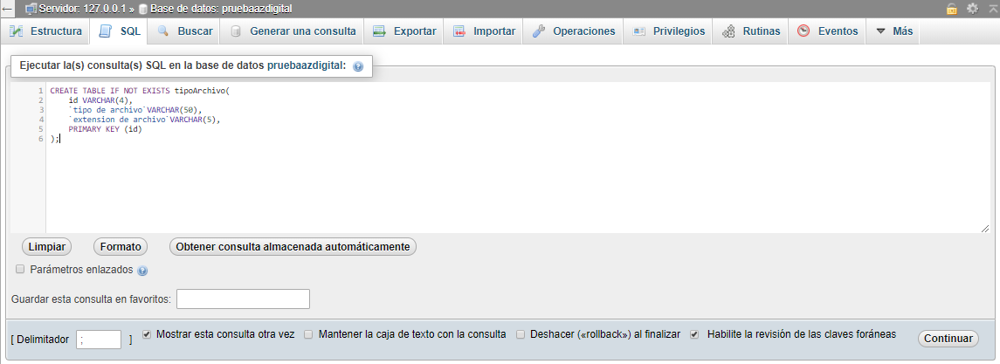 Servidor: 127.0.0.1 » Base de datos: pruebaazdigital
Estructura SQL Buscar Generar una consulta Exportar Importar Operaciones Privilegios Rutinas Eventos Más
Ejecutar la(s) consulta(s) SQL en la base de datos pruebaazdigital:
1 CREATE TABLE IF NOT EXISTS tipoArchivo(
2 id VARCHAR(4),
3 `tipo de archivo`VARCHAR(50),
4 `extension de archivo`VARCHAR(5),
5 PRIMARY KEY (id)
6 );
Limpiar Formato Obtener consulta almacenada automáticamente
Parámetros enlazados
Guardar esta consulta en favoritos:
[ Delimitador ; ] Mostrar esta consulta otra vez Mantener la caja de texto con la consulta Deshacer («rollback») al finalizar Habilite la revisión de las claves foráneas Continuar